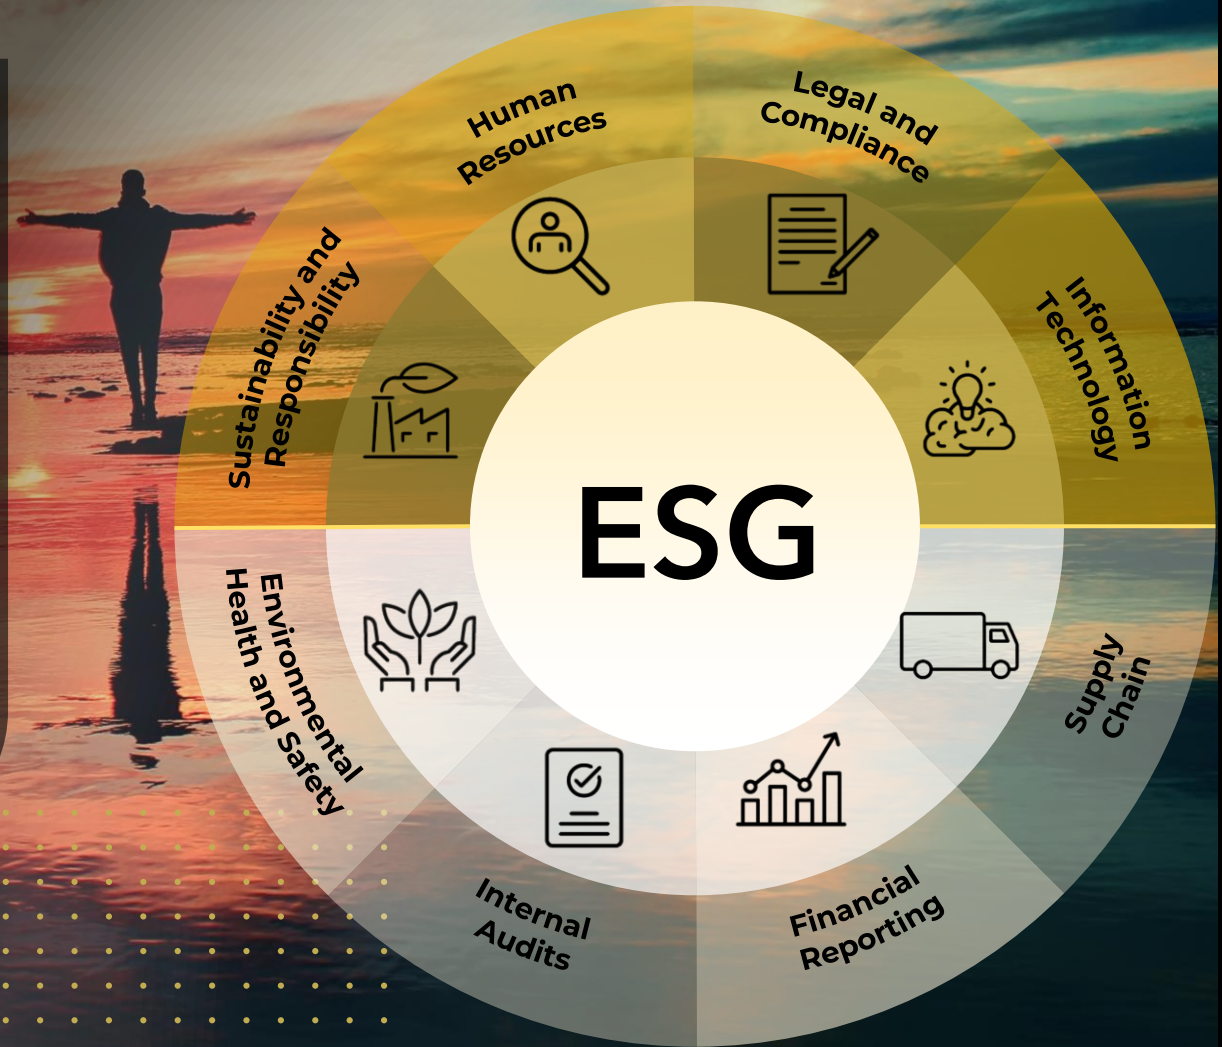 Human
Resources
Legal and
Compliance
Sustainability and
Responsibility
Information
Technology
ESG
Environmental
Health and Safety
Supply
Chain
Internal
Audits
Financial
Reporting